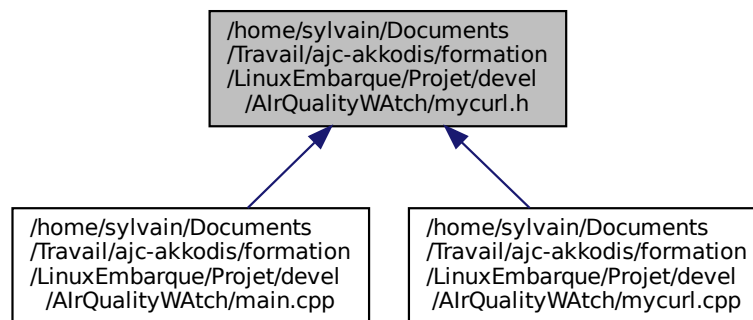 /home/sylvain/Documents
/Travail/ajc-akkodis/formation
/LinuxEmbarque/Projet/devel
/AIrQualityWAtch/mycurl.h
/home/sylvain/Documents
/Travail/ajc-akkodis/formation
/LinuxEmbarque/Projet/devel
/AIrQualityWAtch/main.cpp
/home/sylvain/Documents
/Travail/ajc-akkodis/formation
/LinuxEmbarque/Projet/devel
/AIrQualityWAtch/mycurl.cpp